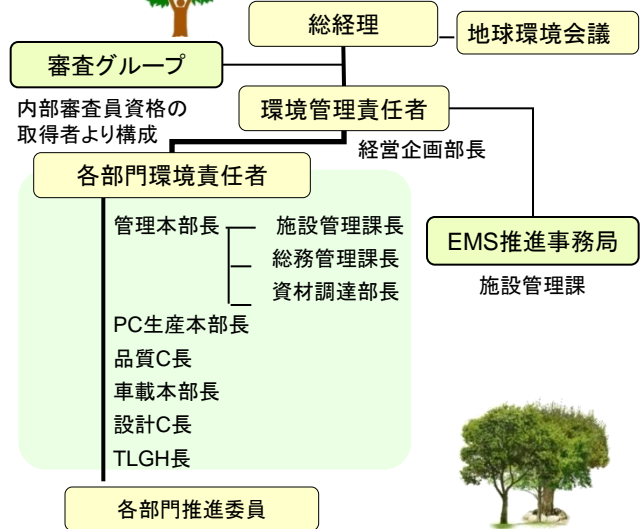 総経理
地球環境会議
審査グループ
内部審査員資格の
取得者より構成
環境管理責任者
経営企画部長
各部門環境責任者
管理本部長
施設管理課長
総務管理課長
資材調達部長
EMS推進事務局
施設管理課
PC生産本部長
品質C長
車載本部長
設計C長
TLGH長
各部門推進委員